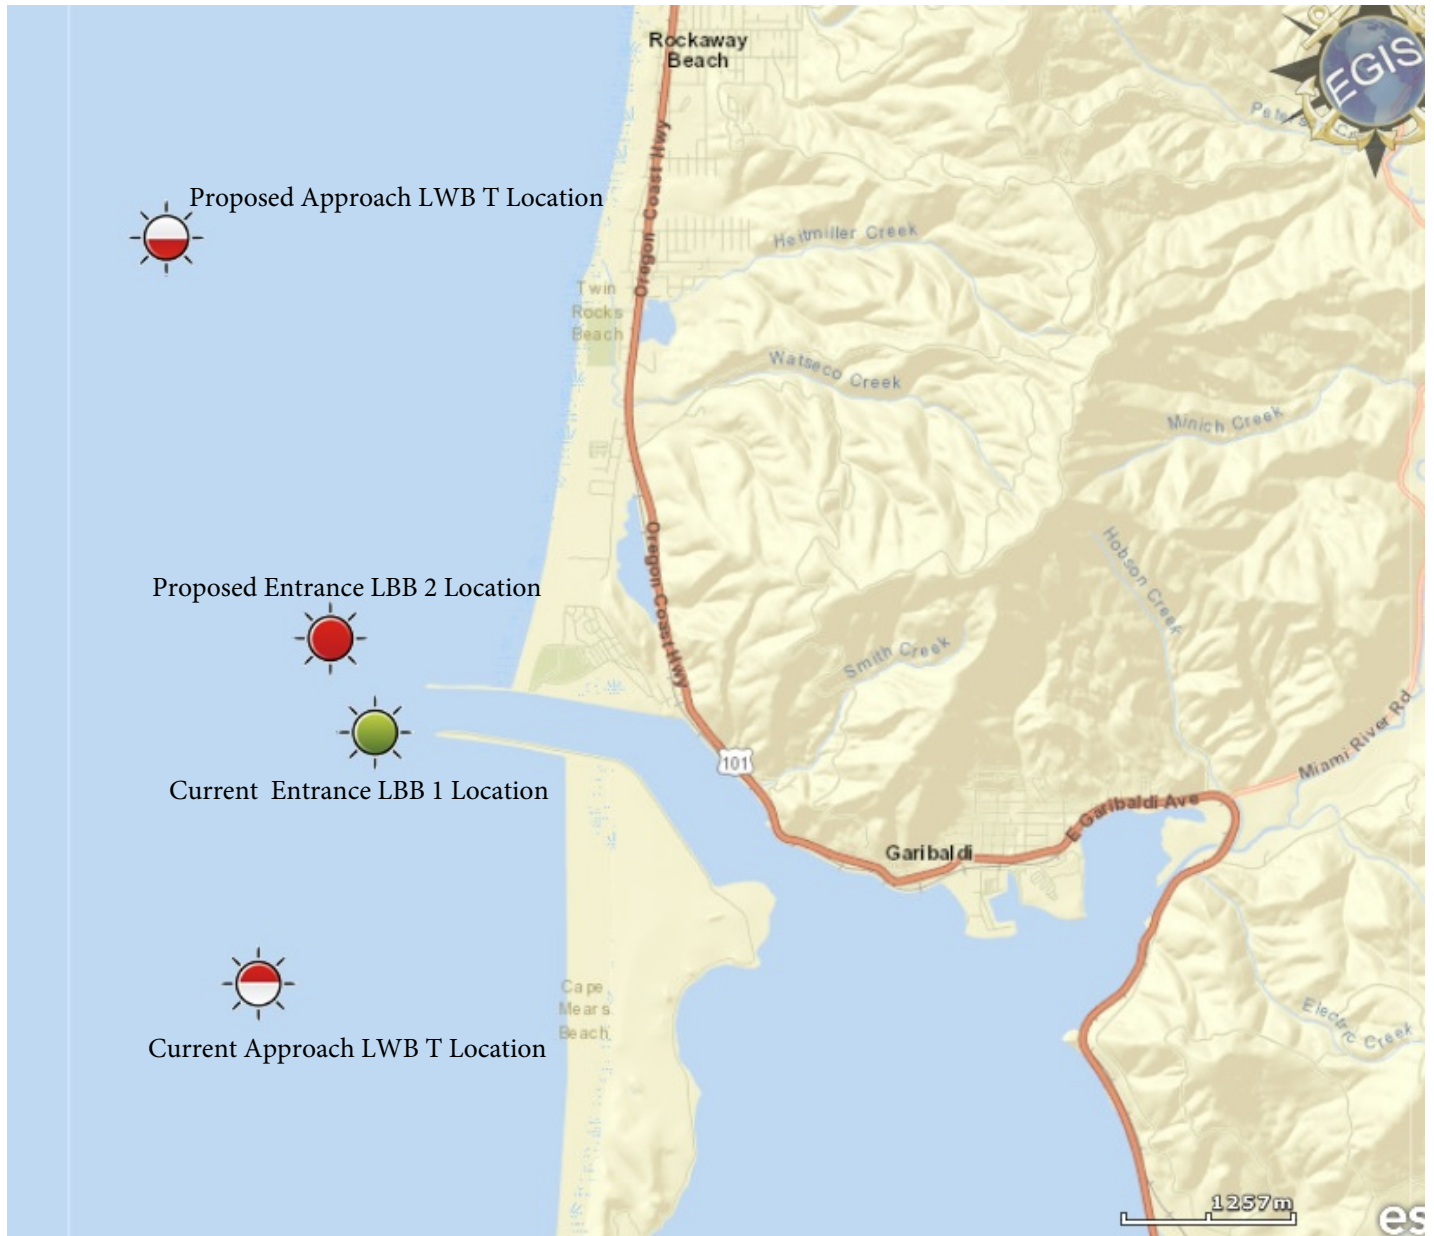 Rockaway
Beach
EGIS
Proposed Approach LWB T Location
Oregon Coast Hwy
Heitmiller Creek
Twin
Rocks
Beach
Watseco Creek
Minich Creek
Oregon Coast Hwy
Hobson Creek
Proposed Entrance LBB 2 Location
Smith Creek
101
Miami River Rd
Current Entrance LBB 1 Location
E Garibaldi Ave
Garibaldi
Cape
Mears
Beach
Electric Creek
Current Approach LWB T Location
1257m
es